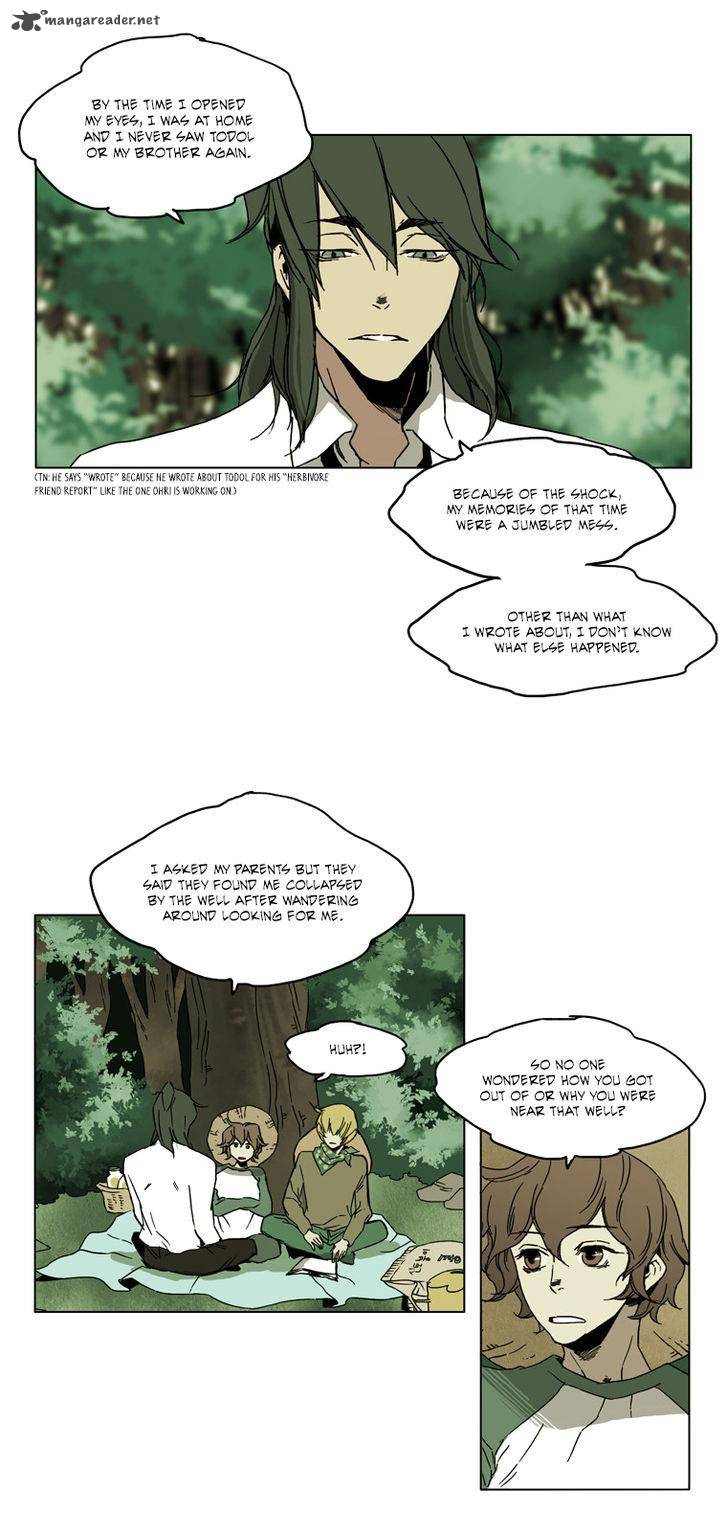 mangareader.net
BY THE TIME I OPENED
MY EYES, I WAS AT HOME
AND I NEVER SAW TODOL
OR MY BROTHER AGAIN.
(TN: HE SAYS "WROTE" BECAUSE HE WROTE ABOUT TODOL FOR HIS "HERBIVORE
FRIEND REPORT" LIKE THE ONE OHRI IS WORKING ON.)
BECAUSE OF THE SHOCK,
MY MEMORIES OF THAT TIME
WERE A JUMBLED MESS.
OTHER THAN WHAT
I WROTE ABOUT, I DON'T KNOW
WHAT ELSE HAPPENED.
I ASKED MY PARENTS BUT THEY
SAID THEY FOUND ME COLLAPSED
BY THE WELL AFTER WANDERING
AROUND LOOKING FOR ME.
HUH?!
SO NO ONE
WONDERED HOW YOU GOT
OUT OF OR WHY YOU WERE
NEAR THAT WELL?